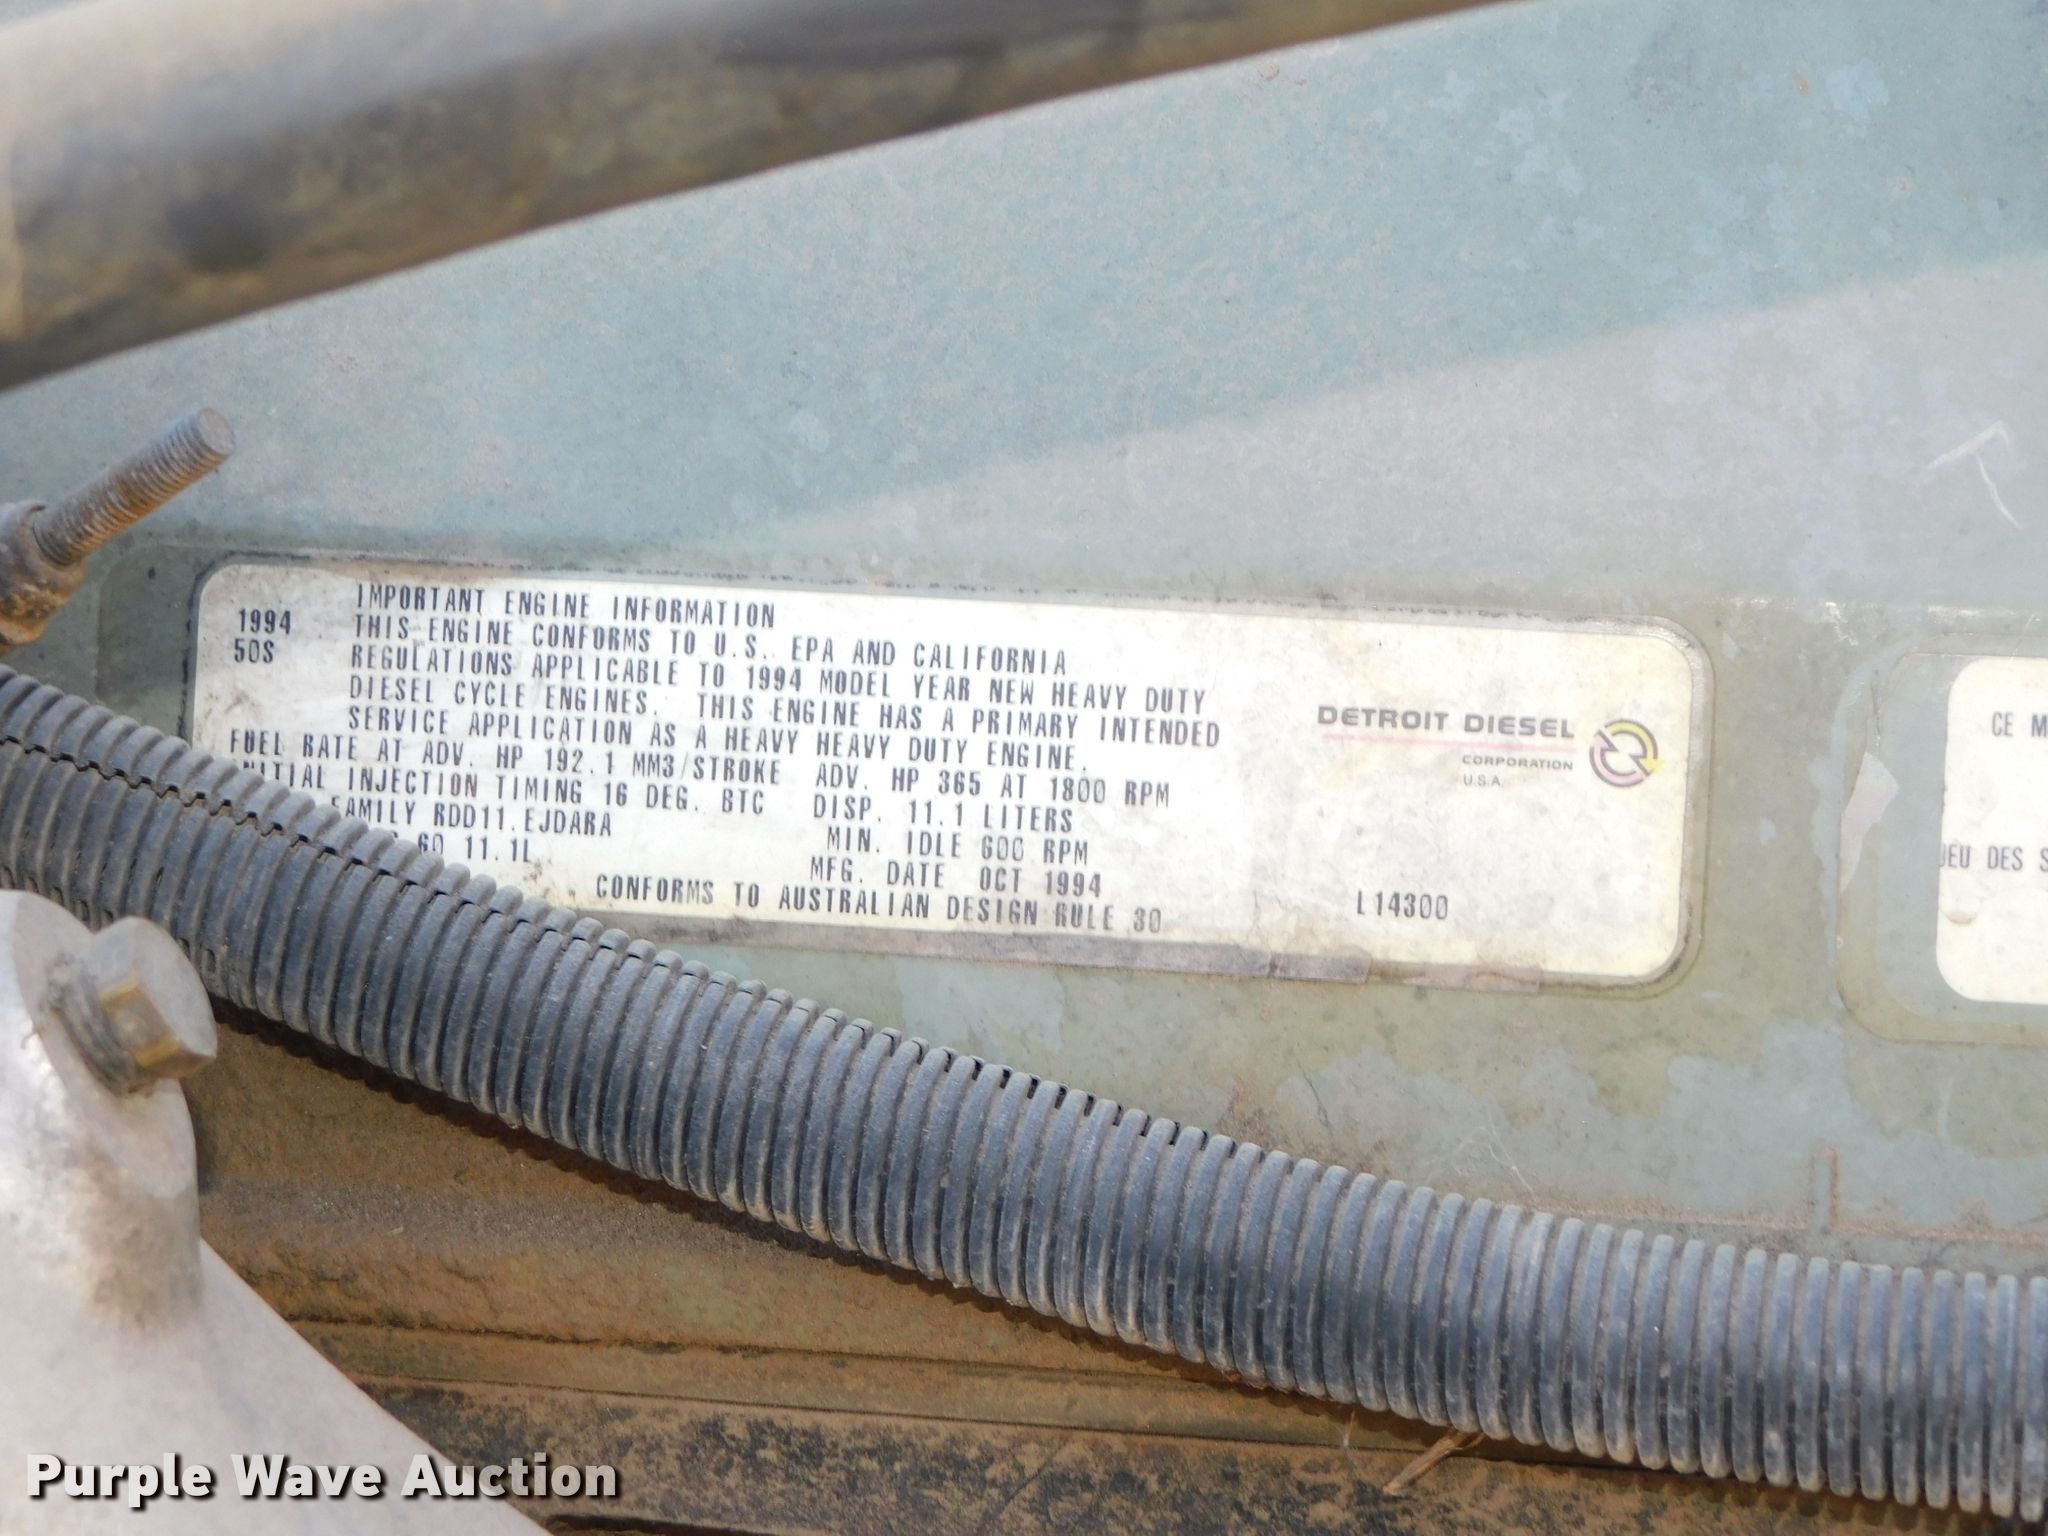 IMPORTANT ENGINE INFORMATION
1994 THIS ENGINE CONFORMS TO U.S. EPA AND CALIFORNIA
50S REGULATIONS APPLICABLE TO 1994 MODEL YEAR NEW HEAVY DUTY
DIESEL CYCLE ENGINES. THIS ENGINE HAS A PRIMARY INTENDED
SERVICE APPLICATION AS A HEAVY HEAVY DUTY ENGINE.
FUEL RATE AT ADV. HP 192.1 MM3/STROKE ADV. HP 365 AT 1800 RPM
INITIAL INJECTION TIMING 16 DEG. BTC DISP. 11.1 LITERS
FAMILY RDD11.EJDARA MIN. IDLE 600 RPM
60 11.1L MFG. DATE OCT 1994
CONFORMS TO AUSTRALIAN DESIGN RULE 30
DETROIT DIESEL
CORPORATION
U.S.A.
L14300
CE M
JEU DES S
Purple Wave Auction